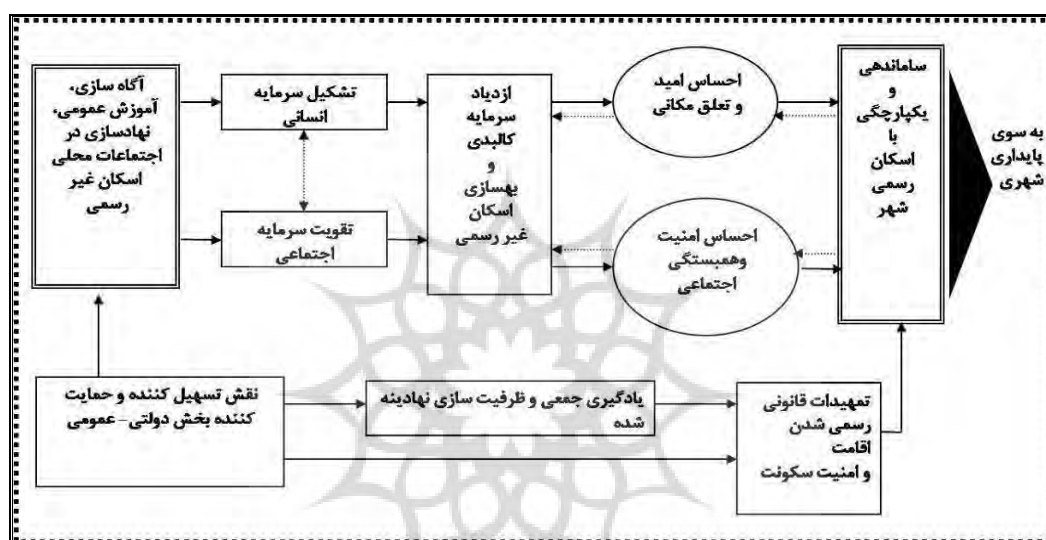 آگاه سازی،
آموزش عمومی،
نهادسازی در
اجتماعات محلی
اسکان غیر
رسمی
تشکیل سرمایه
انسانی
تقویت سرمایه
اجتماعی
ازدیاد
سرمایه
کالبدی
و
بهسازی
اسکان
غیر رسمی
احساس امید
و تعلق مکانی
احساس امنیت
وهمبستگی
اجتماعی
ساماندهی
و
یکپارچگی
با
اسکان
رسمی
شهر
به سوی
پایداری
شهری
نقش تسهیل کننده و حمایت
کننده بخش دولتی – عمومی
یادگیری جمعی و ظرفیت سازی نهادینه
شده
تمهیدات قانونی
رسمی شدن
اقامت
و امنیت سکونت